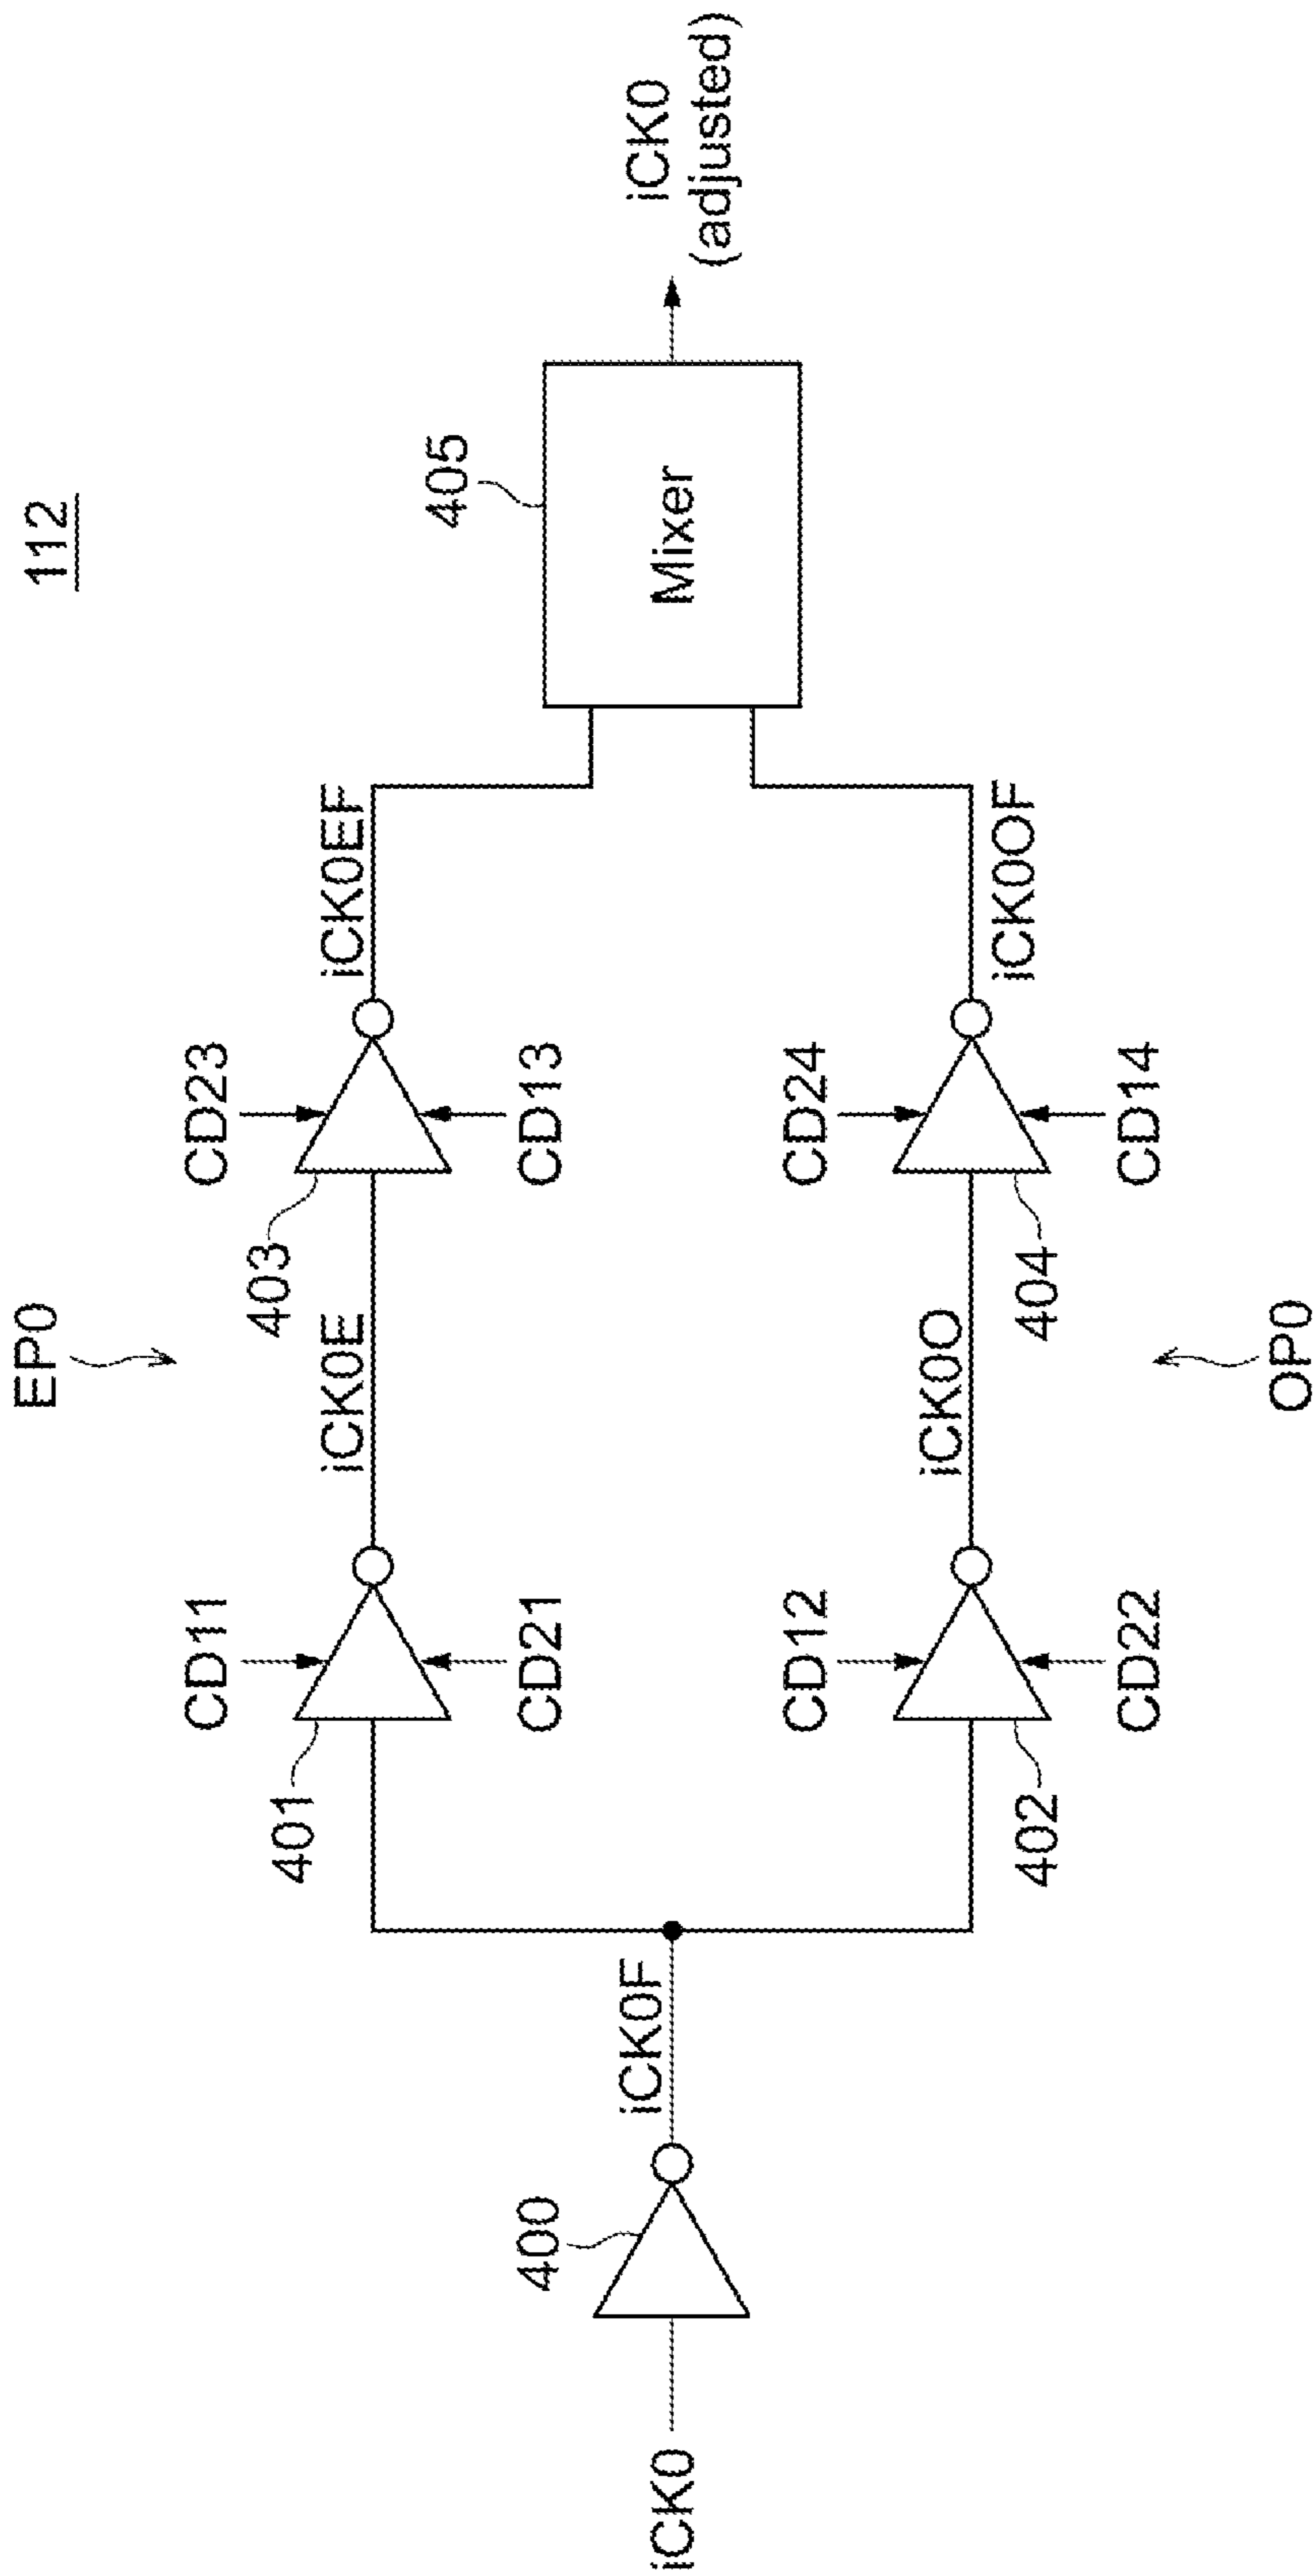 112
EP0
CD11
CD23
401
iCK0E
403
iCK0EF
405
CD21
CD13
iCK0
400
iCK0F
Mixer
iCK0
(adjusted)
CD12
CD24
iCK0O
iCK0OF
402
404
CD22
CD14
OP0